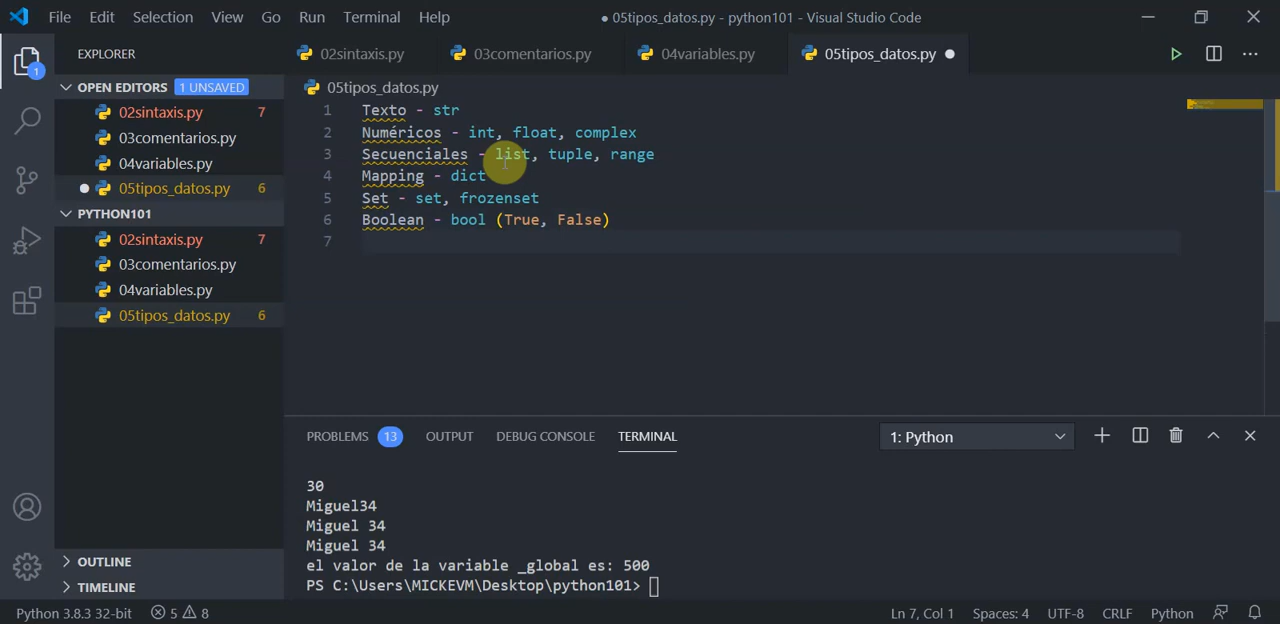 File Edit Selection View Go Run Terminal Help ● 05tipos_datos.py - python101 - Visual Studio Code
EXPLORER
02sintaxis.py 03comentarios.py 04variables.py 05tipos_datos.py ●
OPEN EDITORS 1 UNSAVED
02sintaxis.py 7
03comentarios.py
04variables.py
● 05tipos_datos.py 6
PYTHON101
02sintaxis.py 7
03comentarios.py
04variables.py
05tipos_datos.py 6
OUTLINE
TIMELINE
1
05tipos_datos.py
1 Texto - str
2 Numéricos - int, float, complex
3 Secuenciales - list, tuple, range
4 Mapping - dict
5 Set - set, frozenset
6 Boolean - bool (True, False)
7
PROBLEMS 13 OUTPUT DEBUG CONSOLE TERMINAL 1: Python
30
Miguel34
Miguel 34
Miguel 34
el valor de la variable _global es: 500
PS C:\Users\MICKEVM\Desktop\python101>
Python 3.8.3 32-bit 5 8 Ln 7, Col 1 Spaces: 4 UTF-8 CRLF Python